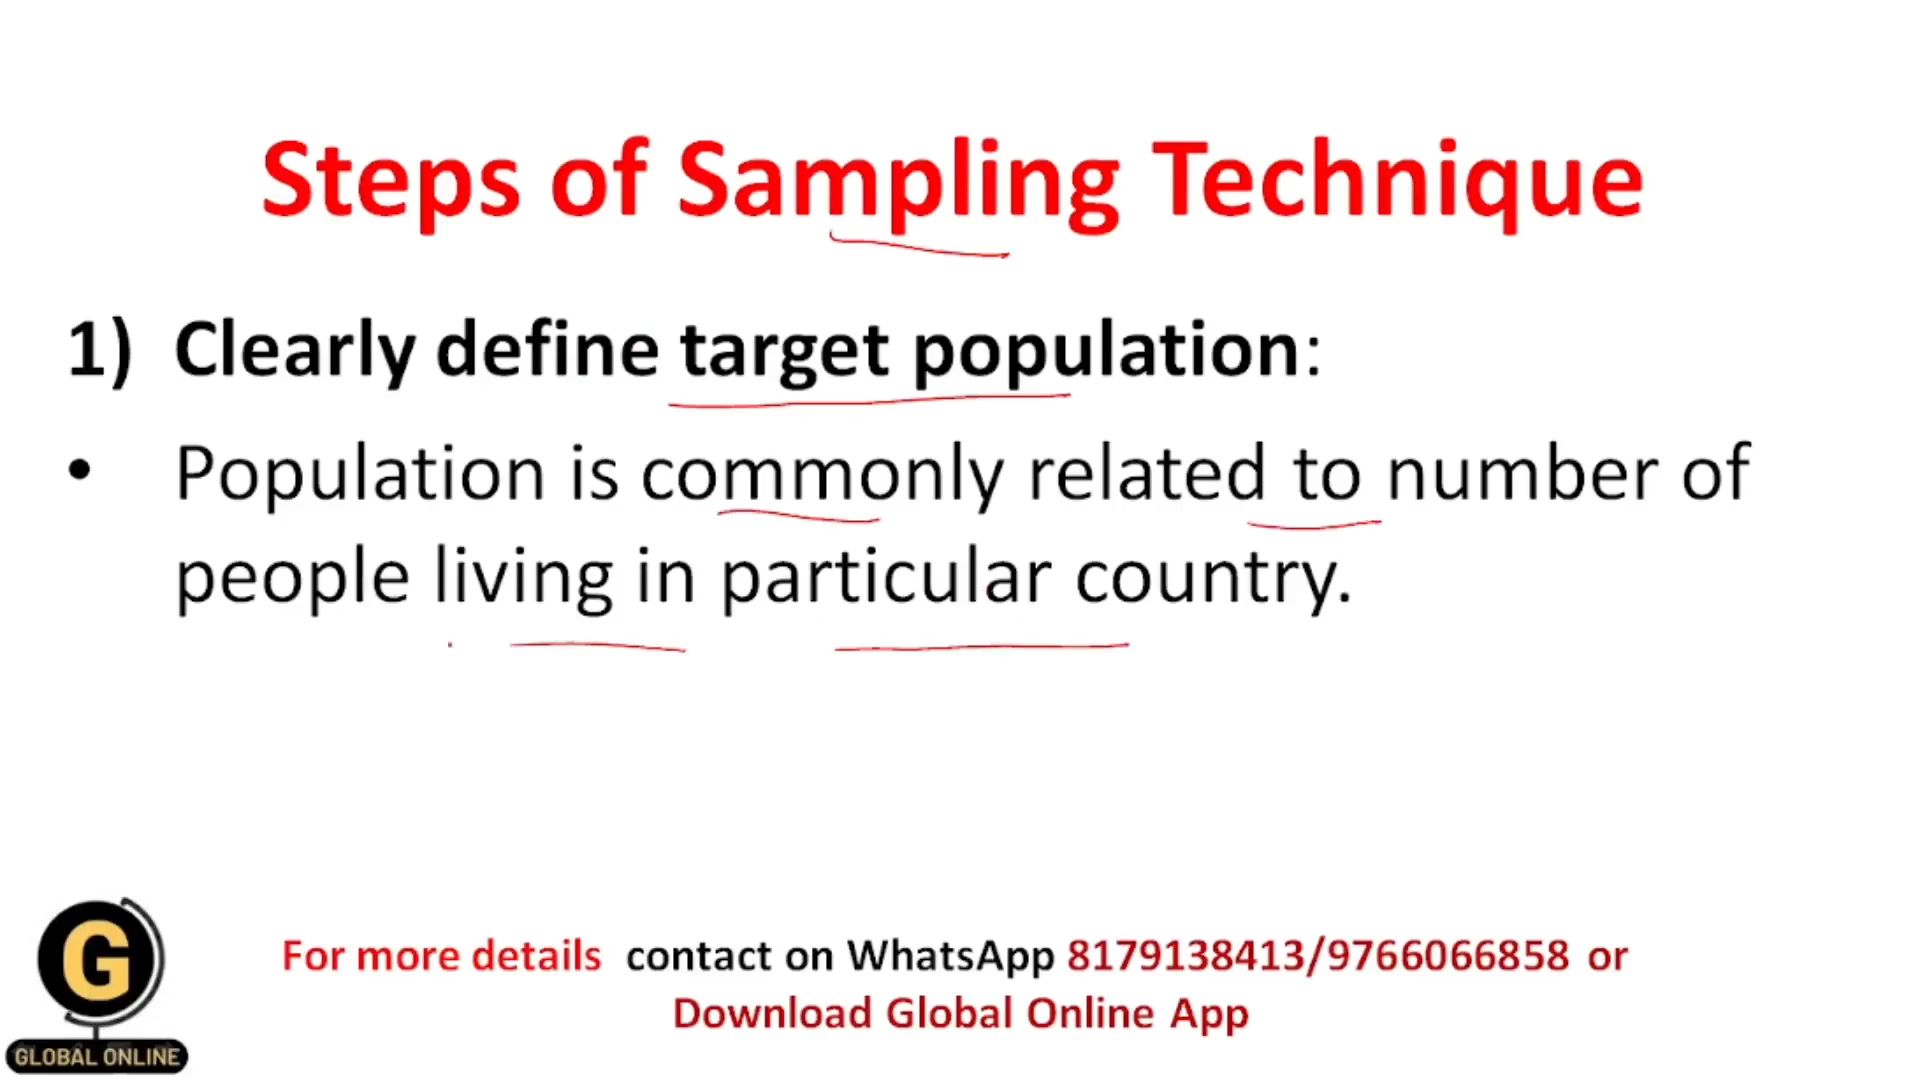 Steps of Sampling Technique
1) Clearly define target population:
• Population is commonly related to number of
people living in particular country.
G
GLOBAL ONLINE
For more details contact on WhatsApp 8179138413/9766066858 or
Download Global Online App